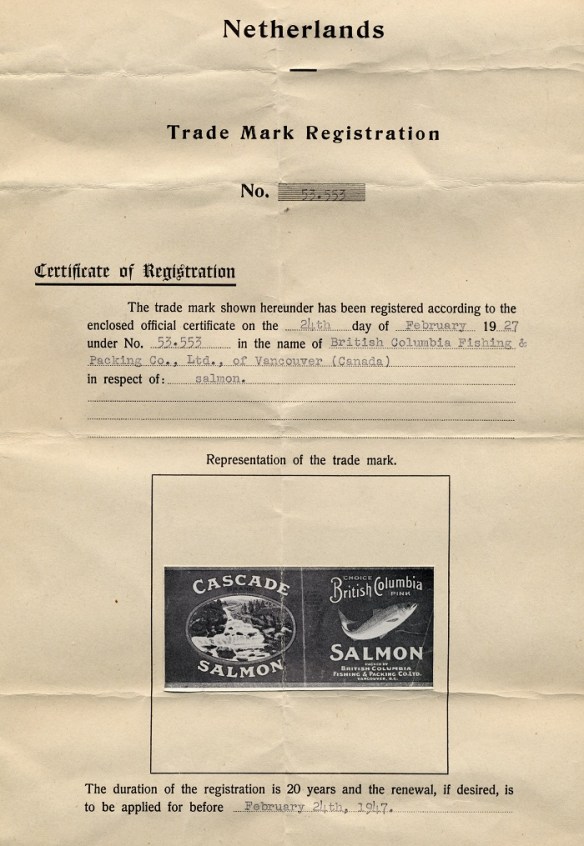 Netherlands
Trade Mark Registration
No. 53.553
Certificate of Registration
The trade mark shown hereunder has been registered according to the
enclosed official certificate on the 24th day of February 1927
under No. 53.553 in the name of British Columbia Fishing &
Packing Co., Ltd., of Vancouver (Canada)
in respect of: salmon.
Representation of the trade mark.
CASCADE
SALMON
CHOICE
British Columbia
PINK
SALMON
PACKED BY
BRITISH COLUMBIA
FISHING & PACKING CO. LTD.
VANCOUVER, B.C.
The duration of the registration is 20 years and the renewal, if desired, is
to be applied for before February 24th, 1947.